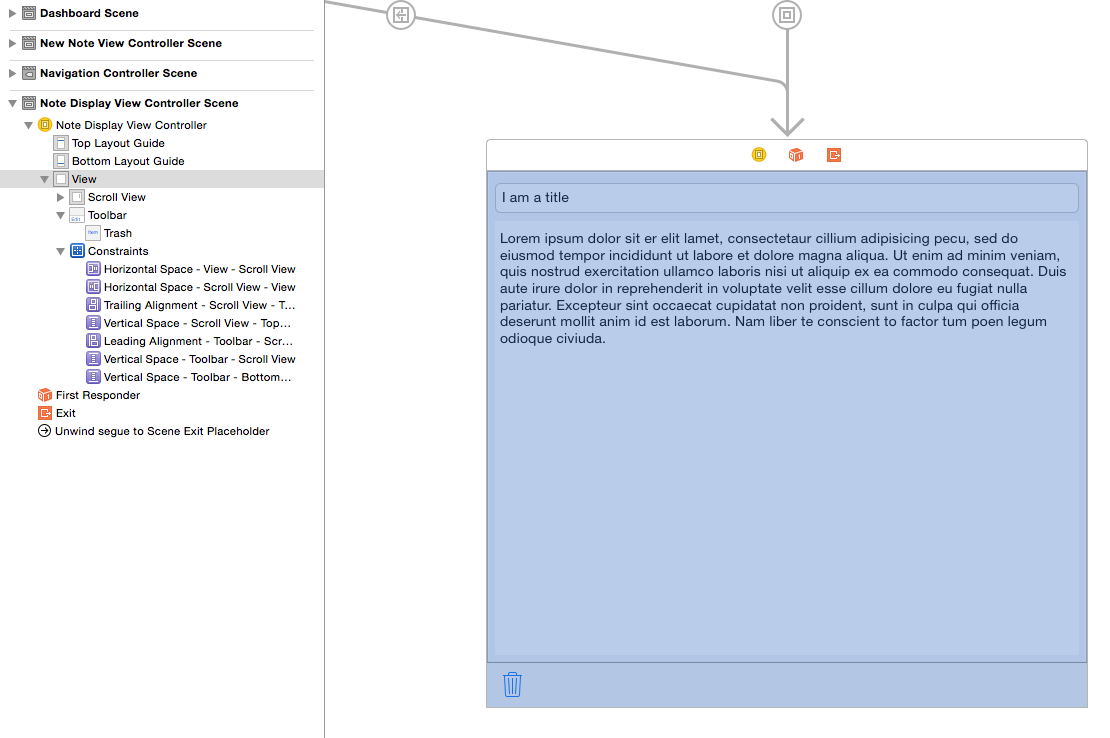 Dashboard Scene
New Note View Controller Scene
Navigation Controller Scene
Note Display View Controller Scene
Note Display View Controller
Top Layout Guide
Bottom Layout Guide
View
Scroll View
Toolbar
Edit
Item
Trash
Constraints
Horizontal Space - View - Scroll View
Horizontal Space - Scroll View - View
Trailing Alignment - Scroll View - T...
Vertical Space - Scroll View - Top...
Leading Alignment - Toolbar - Scr...
Vertical Space - Toolbar - Scroll View
Vertical Space - Toolbar - Bottom...
First Responder
Exit
Unwind segue to Scene Exit Placeholder
I am a title
Lorem ipsum dolor sit er elit lamet, consectetaur cillium adipisicing pecu, sed do
eiusmod tempor incididunt ut labore et dolore magna aliqua. Ut enim ad minim veniam,
quis nostrud exercitation ullamco laboris nisi ut aliquip ex ea commodo consequat. Duis
aute irure dolor in reprehenderit in voluptate velit esse cillum dolore eu fugiat nulla
pariatur. Excepteur sint occaecat cupidatat non proident, sunt in culpa qui officia
deserunt mollit anim id est laborum. Nam liber te conscient to factor tum poen legum
odioque civiuda.